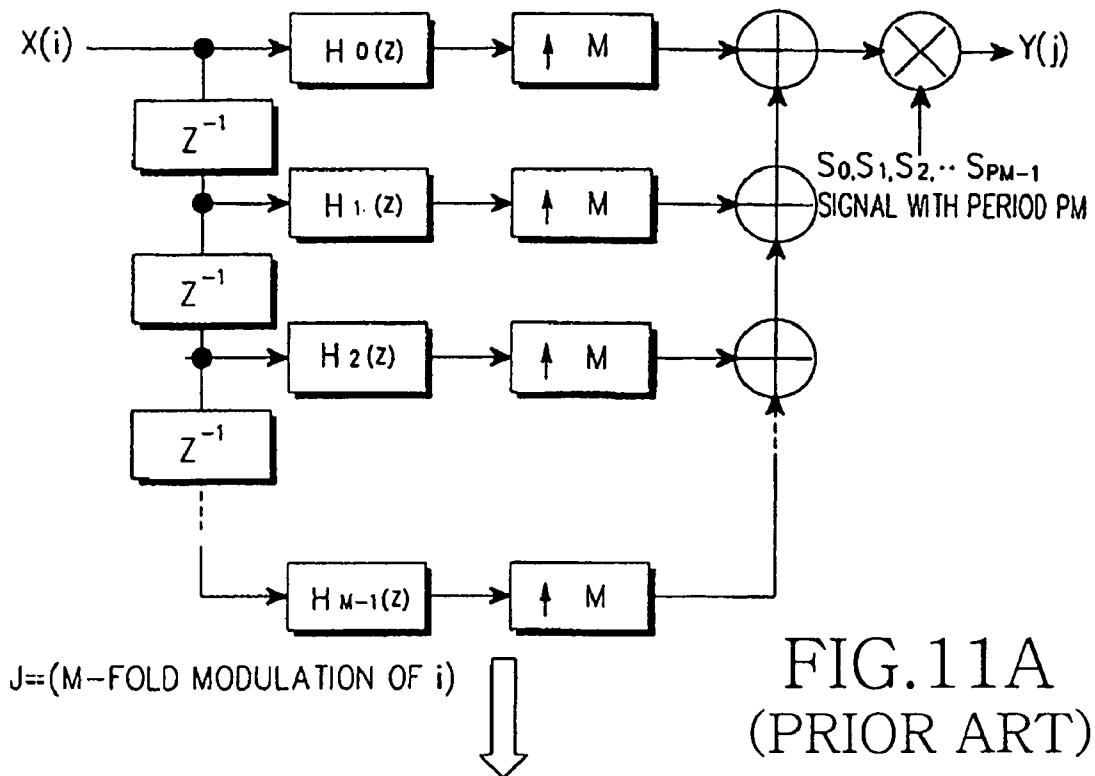 X(i)
H 0(Z)
↑ M
Y(j)
Z⁻¹
S₀,S₁,S₂,·· S_PM−1
SIGNAL WITH PERIOD PM
H 1.(Z)
↑ M
Z⁻¹
H 2(Z)
↑ M
Z⁻¹
H M−1(Z)
↑ M
J=(M-FOLD MODULATION OF i)
FIG.11A
(PRIOR ART)